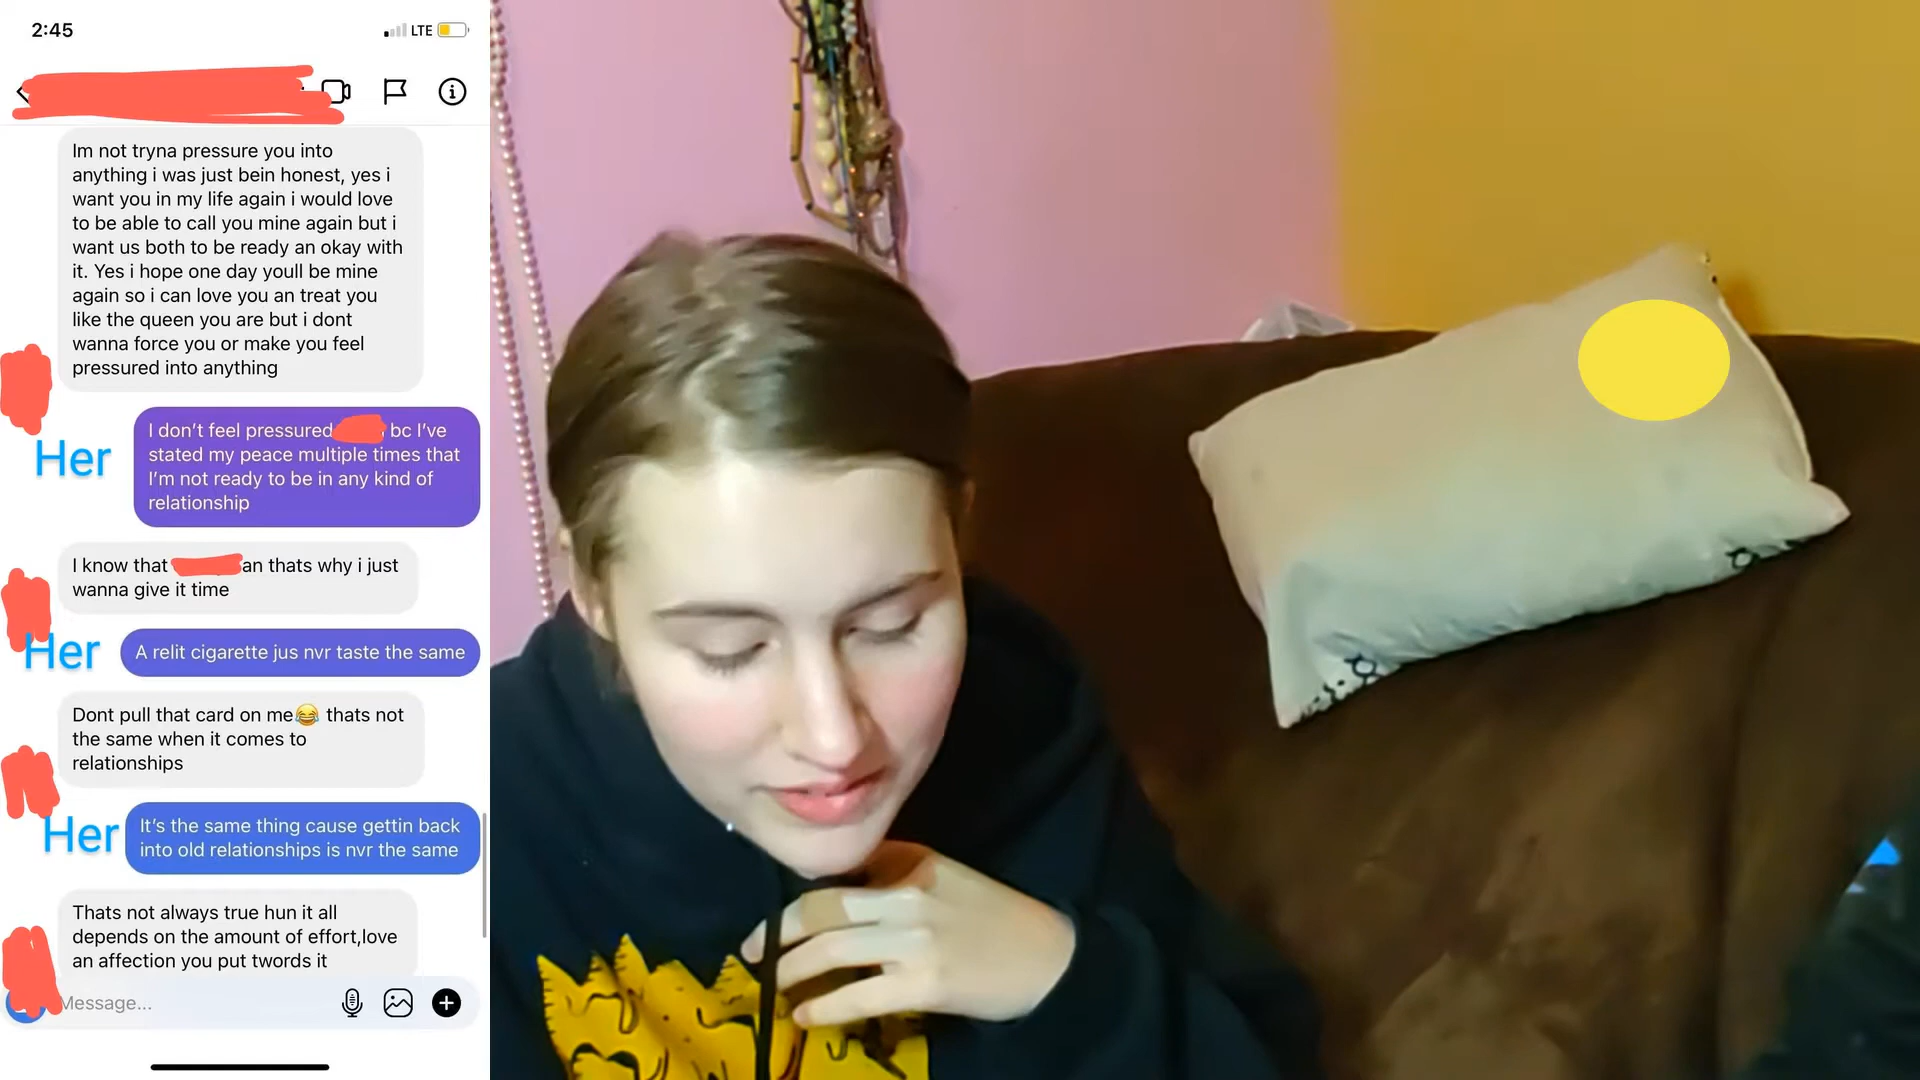 2:45
LTE
Im not tryna pressure you into
anything i was just bein honest, yes i
want you in my life again i would love
to be able to call you mine again but i
want us both to be ready an okay with
it. Yes i hope one day youll be mine
again so i can love you an treat you
like the queen you are but i dont
wanna force you or make you feel
pressured into anything
Her
I don’t feel pressured bc I’ve
stated my peace multiple times that
I’m not ready to be in any kind of
relationship
I know that an thats why i just
wanna give it time
Her
A relit cigarette jus nvr taste the same
Dont pull that card on me😂 thats not
the same when it comes to
relationships
Her
It’s the same thing cause gettin back
into old relationships is nvr the same
Thats not always true hun it all
depends on the amount of effort,love
an affection you put twords it
Message...